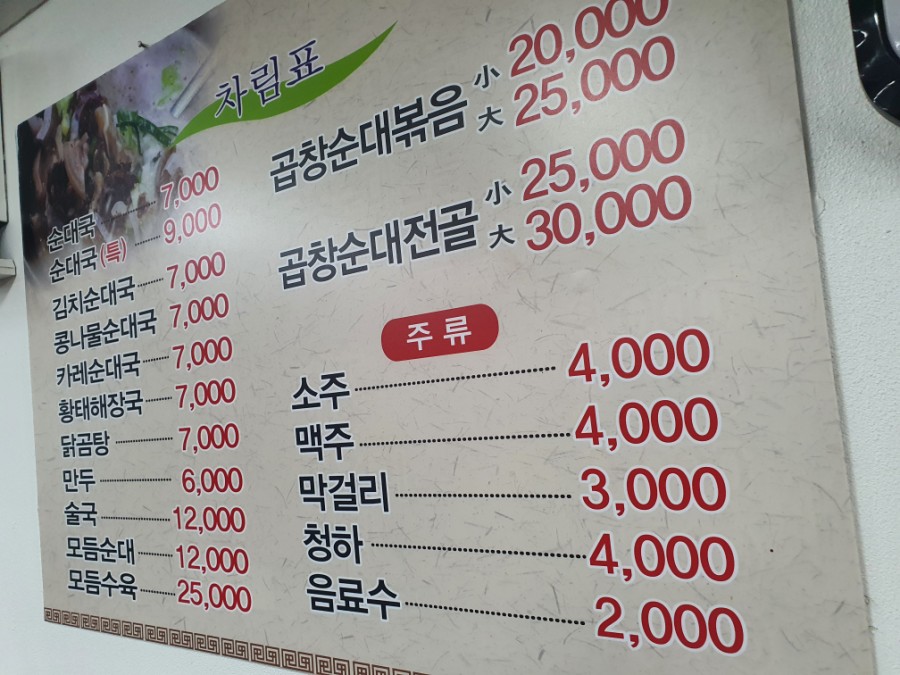 차림표
순대국 7,000
순대국(특) 9,000
김치순대국 7,000
콩나물순대국 7,000
카레순대국 7,000
황태해장국 7,000
닭곰탕 7,000
만두 6,000
술국 12,000
모듬순대 12,000
모듬수육 25,000
곱창순대볶음 小 20,000
大 25,000
곱창순대전골 小 25,000
大 30,000
주류
소주 4,000
맥주 4,000
막걸리 3,000
청하 4,000
음료수 2,000